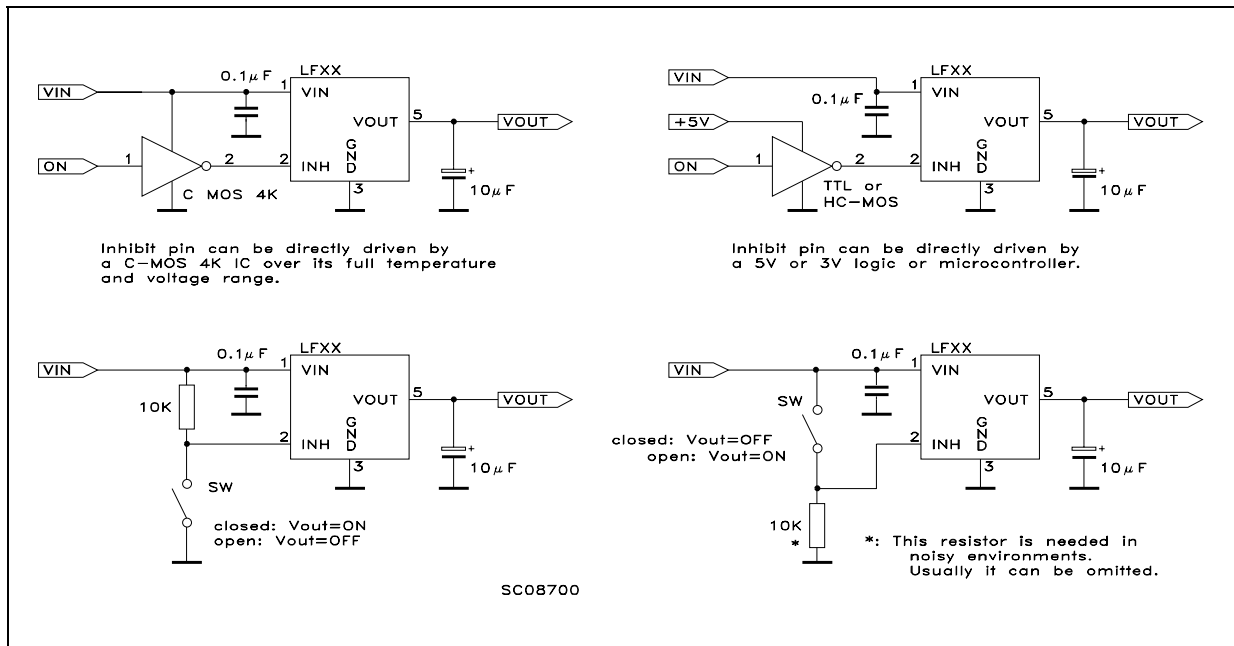 LFXX
0.1μF
VIN
1
VIN
VOUT
5
VOUT
ON
1
2
2
INH
GND
3
C MOS 4K
+
10μF
Inhibit pin can be directly driven by
a C-MOS 4K IC over its full temperature
and voltage range.
LFXX
VIN
1
VIN
0.1μF
+5V
VOUT
5
VOUT
ON
1
2
2
INH
GND
3
TTL or
HC-MOS
+
10μF
Inhibit pin can be directly driven by
a 5V or 3V logic or microcontroller.
LFXX
0.1μF
VIN
1
VIN
10K
VOUT
5
VOUT
2
INH
GND
3
+
10μF
SW
closed: Vout=ON
open: Vout=OFF
LFXX
0.1μF
VIN
1
VIN
SW
VOUT
5
VOUT
closed: Vout=OFF
open: Vout=ON
2
INH
GND
3
+
10μF
10K
*
*: This resistor is needed in
noisy environments.
Usually it can be omitted.
SC08700